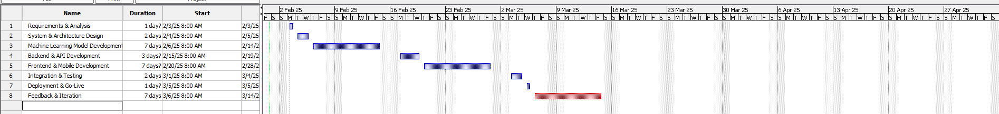 File Print Project
Name Duration Start
2 Feb 25 9 Feb 25 16 Feb 25 23 Feb 25 2 Mar 25 9 Mar 25 16 Mar 25 23 Mar 25 30 Mar 25 6 Apr 25 13 Apr 25 20 Apr 25 27 Apr 25
F S S M T W T F S S M T W T F S S M T W T F S S M T W T F S S M T W T F S S M T W T F S S M T W T F S S M T W T F S S M T W T F S S M T W T F S S M T W T F S S M T W T F S S M T W T F S
1 Requirements & Analysis 1 day? 2/3/25 8:00 AM 2/3/25
2 System & Architecture Design 2 days 2/4/25 8:00 AM 2/5/25
3 Machine Learning Model Development 7 days 2/6/25 8:00 AM 2/14/2
4 Backend & API Development 3 days? 2/15/25 8:00 AM 2/19/2
5 Frontend & Mobile Development 7 days? 2/20/25 8:00 AM 2/28/2
6 Integration & Testing 2 days 3/1/25 8:00 AM 3/4/25
7 Deployment & Go-Live 1 day? 3/5/25 8:00 AM 3/5/25
8 Feedback & Iteration 7 days 3/6/25 8:00 AM 3/14/2